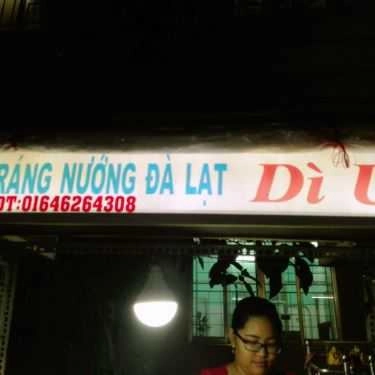 RÁNG NƯỚNG ĐÀ LẠT
ĐT:01646264308
Dì U